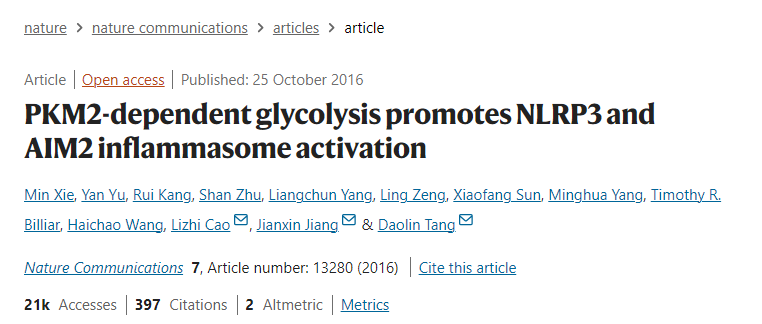 nature > nature communications > articles > article
Article | Open access | Published: 25 October 2016
PKM2-dependent glycolysis promotes NLRP3 and
AIM2 inflammasome activation
Min Xie, Yan Yu, Rui Kang, Shan Zhu, Liangchun Yang, Ling Zeng, Xiaofang Sun, Minghua Yang, Timothy R.
Billiar, Haichao Wang, Lizhi Cao, Jianxin Jiang & Daolin Tang
Nature Communications 7, Article number: 13280 (2016) | Cite this article
21k Accesses | 397 Citations | 2 Altmetric | Metrics